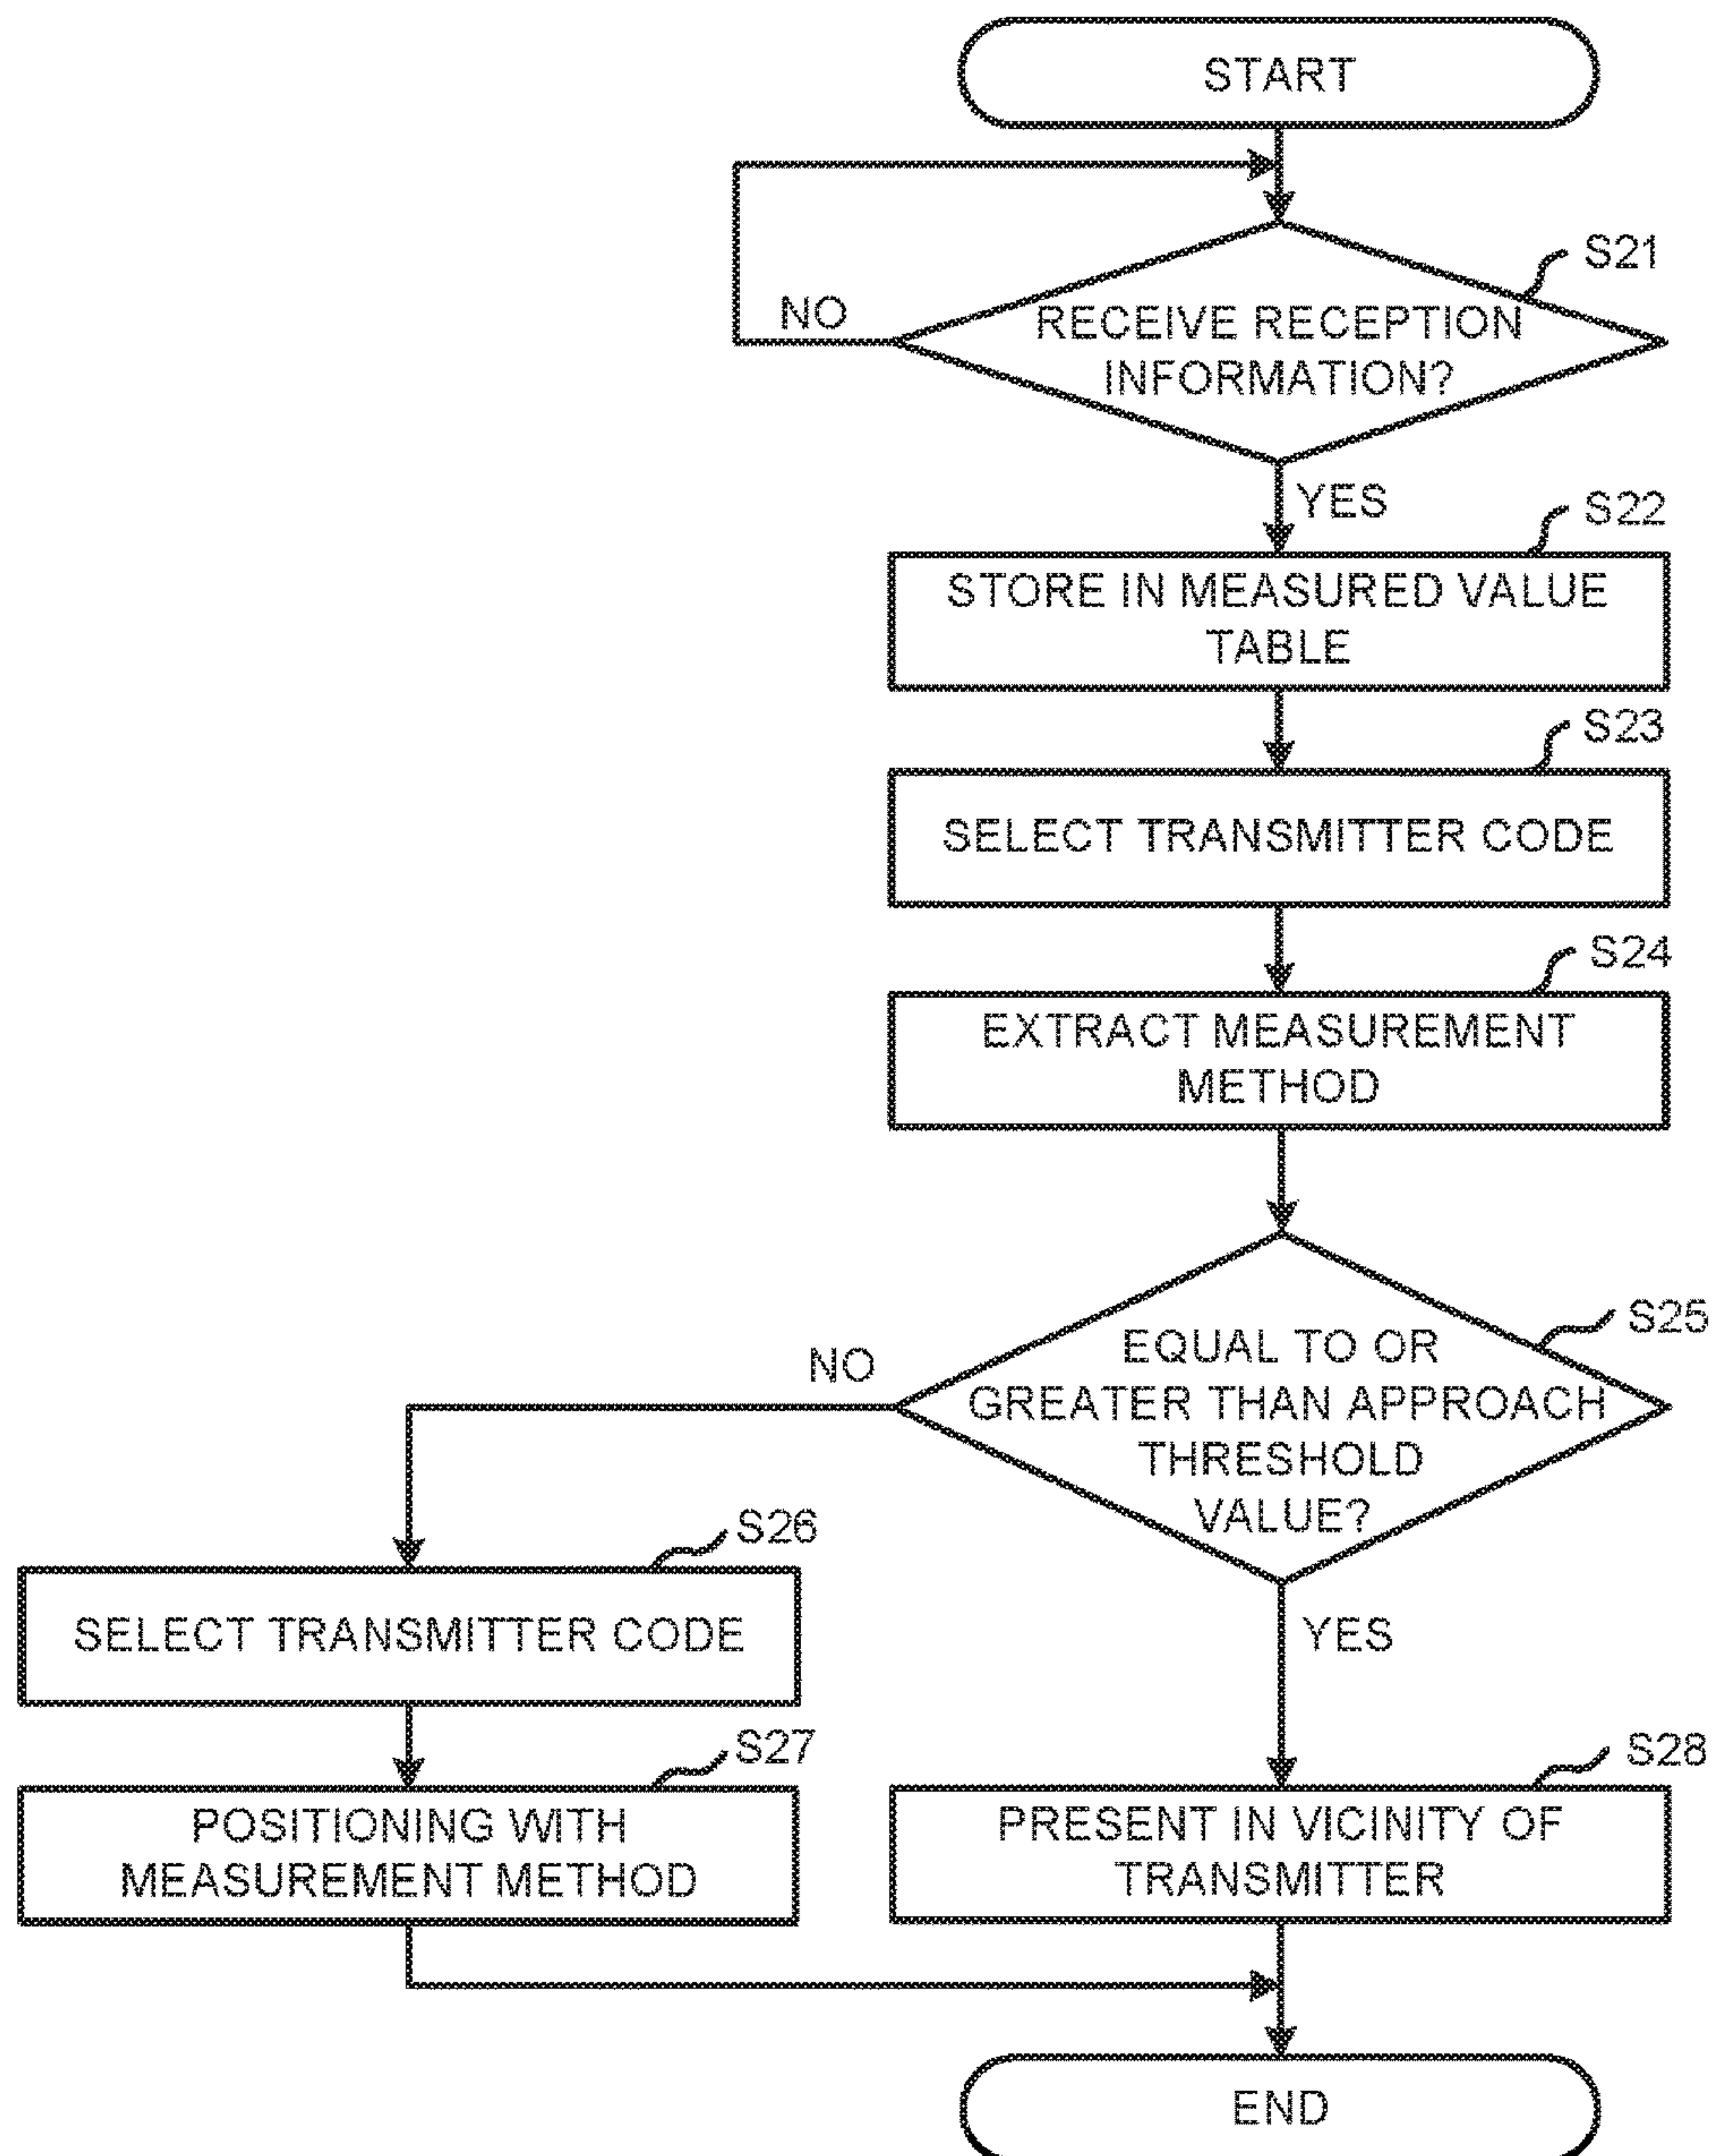 START
S21
NO
RECEIVE RECEPTION
INFORMATION?
YES
S22
STORE IN MEASURED VALUE
TABLE
S23
SELECT TRANSMITTER CODE
S24
EXTRACT MEASUREMENT
METHOD
S25
NO
EQUAL TO OR
GREATER THAN APPROACH
THRESHOLD
VALUE?
S26
SELECT TRANSMITTER CODE
YES
S27
POSITIONING WITH
MEASUREMENT METHOD
S28
PRESENT IN VICINITY OF
TRANSMITTER
END